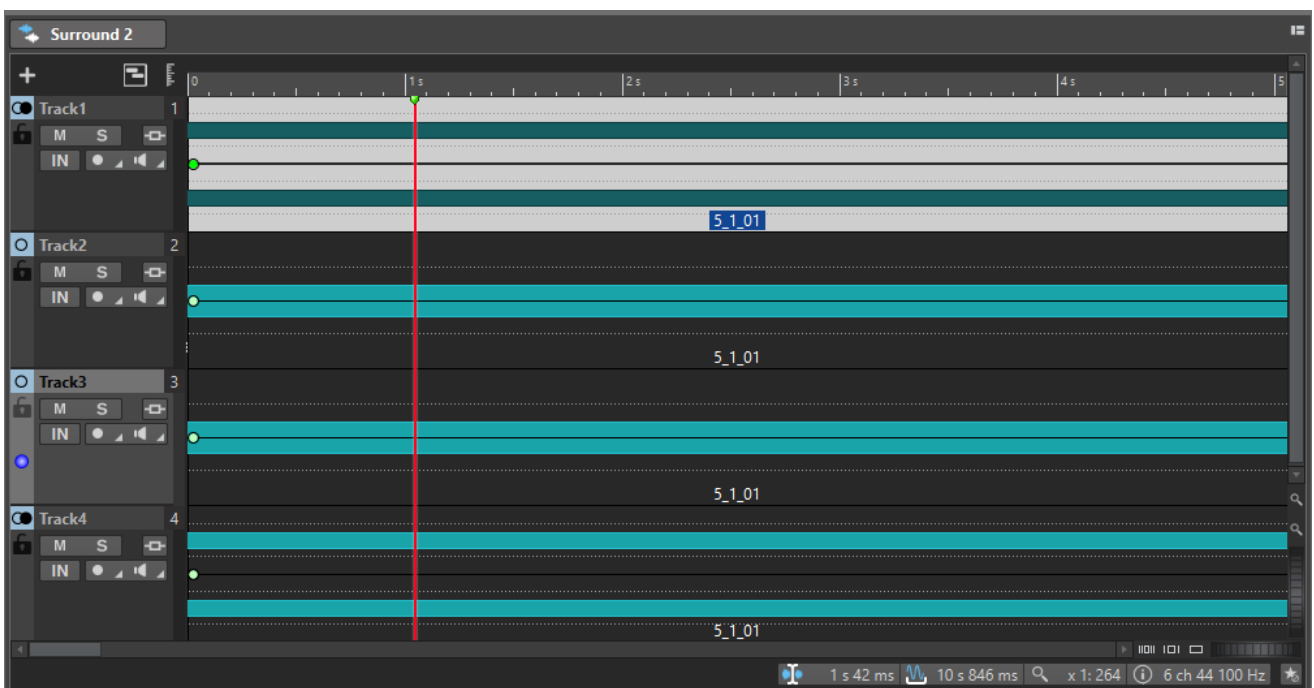 Surround 2
0 1 s 2 s 3 s 4 s 5
Track1 1
M S
IN
5_1_01
Track2 2
M S
IN
5_1_01
Track3 3
M S
IN
5_1_01
Track4 4
M S
IN
5_1_01
1 s 42 ms 10 s 846 ms x 1: 264 6 ch 44 100 Hz